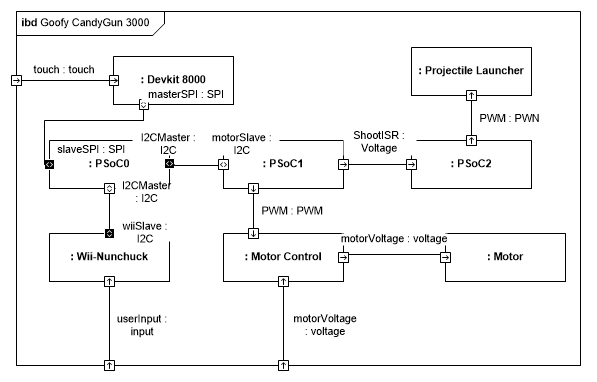 ibd Goofy CandyGun 3000
touch : touch
: Devkit 8000
masterSPI : SPI
: Projectile Launcher
PWM : PWN
slaveSPI : SPI
: PSoC0
I2CMaster :
I2C
motorSlave :
I2C
: PSoC1
ShootISR :
Voltage
: PSoC2
I2CMaster
: I2C
PWM : PWM
wiiSlave :
I2C
: Wii-Nunchuck
: Motor Control
motorVoltage : voltage
: Motor
userInput :
input
motorVoltage
: voltage